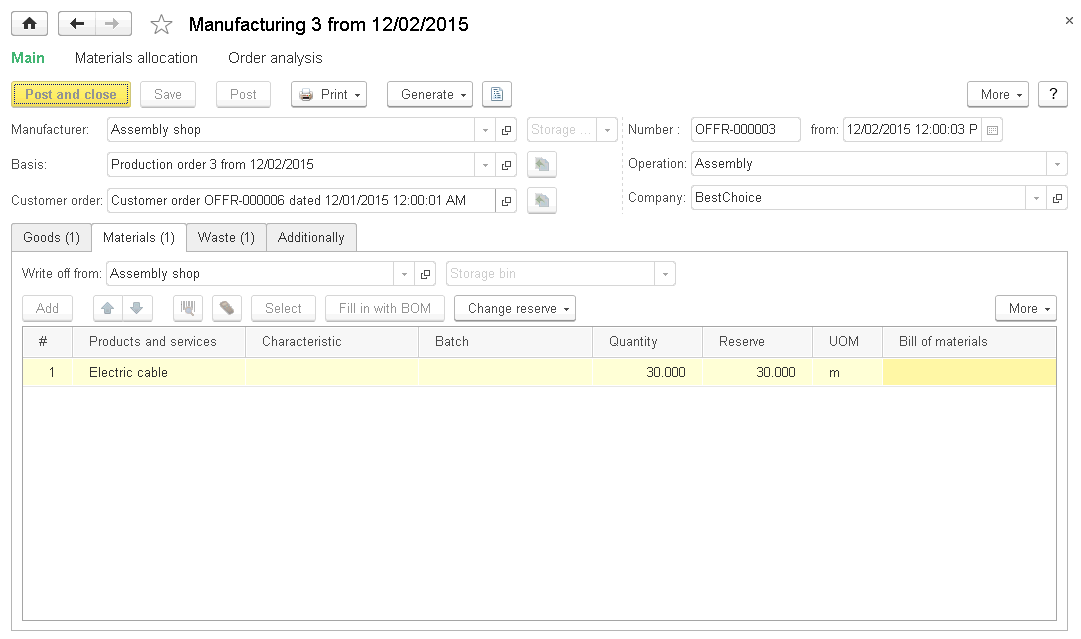 Manufacturing 3 from 12/02/2015
×
Main Materials allocation Order analysis
Post and close Save Post Print Generate More ?
Manufacturer: Assembly shop Storage ... Number : OFFR-000003 from: 12/02/2015 12:00:03 P
Basis: Production order 3 from 12/02/2015 Operation: Assembly
Customer order: Customer order OFFR-000006 dated 12/01/2015 12:00:01 AM Company: BestChoice
Goods (1) Materials (1) Waste (1) Additionally
Write off from: Assembly shop Storage bin
Add Select Fill in with BOM Change reserve More
# Products and services Characteristic Batch Quantity Reserve UOM Bill of materials
1 Electric cable 30.000 30.000 m